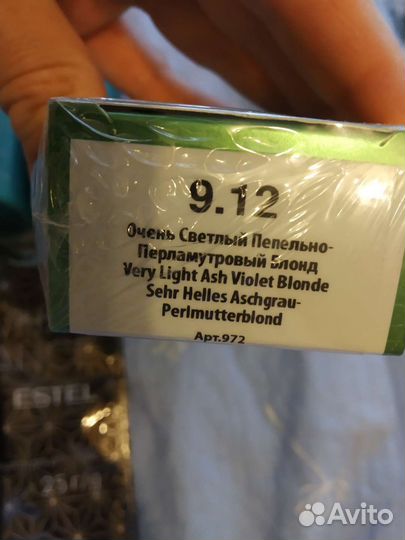 9.12
Очень Светлый Пепельно-
Перламутровый Блонд
Very Light Ash Violet Blonde
Sehr Helles Aschgrau-
Perlmutterblond
Арт.972
ESTEL
Avito